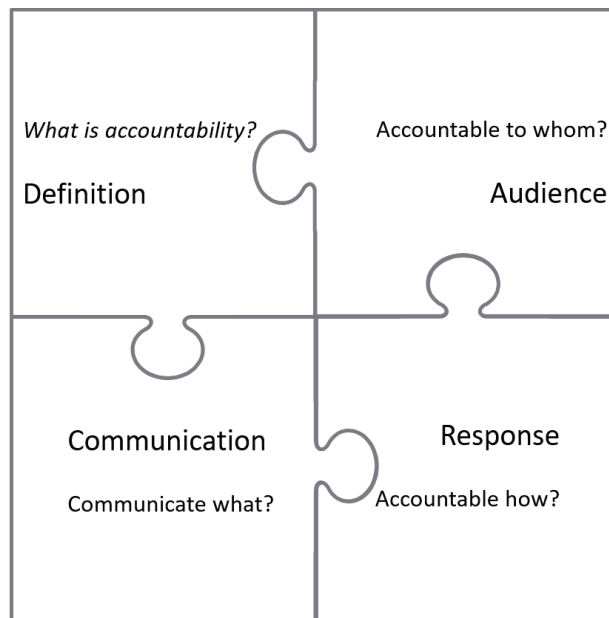 What is accountability?
Definition
Accountable to whom?
Audience
Communication
Communicate what?
Response
Accountable how?